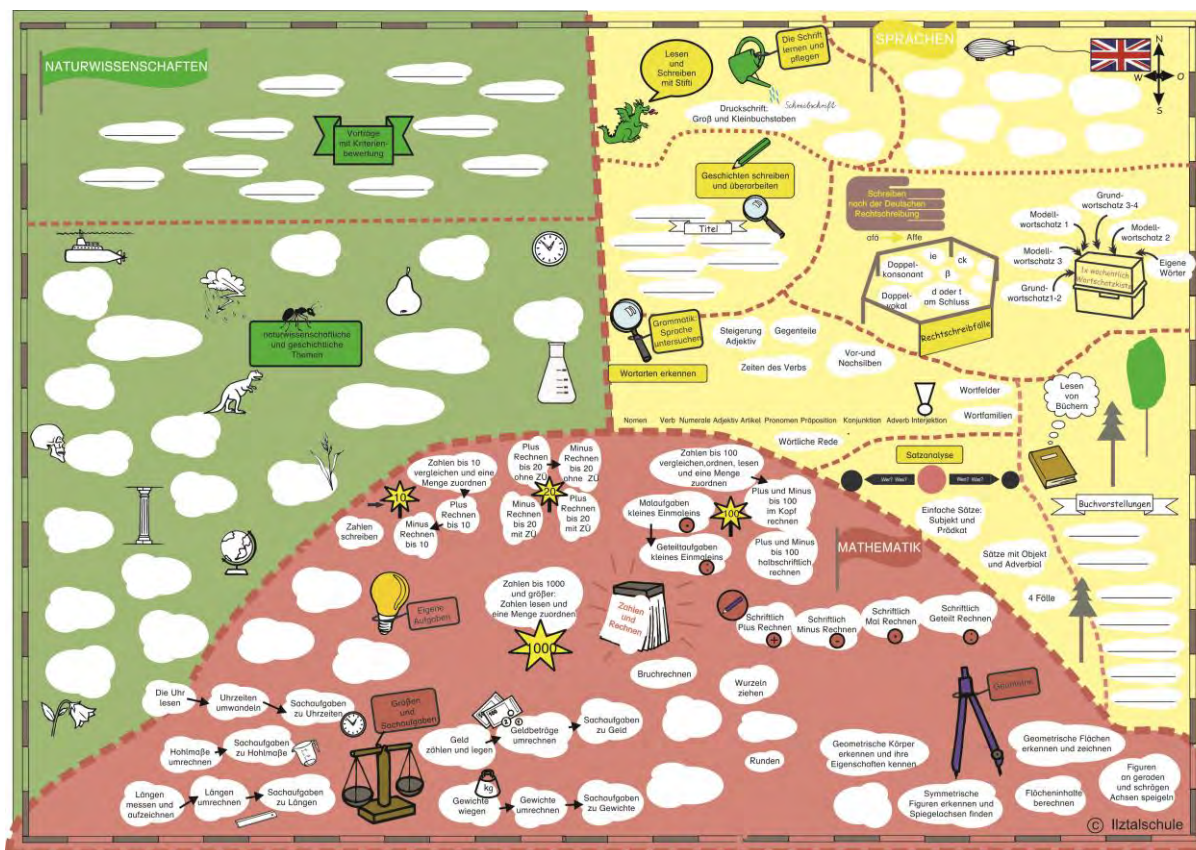 NATURWISSENSCHAFTEN
Vorträge
mit Kriterien-
bewertung
naturwissenschaftliche
und geschichtliche
Themen
Lesen
und
Schreiben
mit Stifti
Die Schrift
lernen und
pflegen
Druckschrift:
Groß und Kleinbuchstaben
Schreibschrift
SPRACHEN
N
W
O
S
Geschichten schreiben
und überarbeiten
Titel
Schreiben
nach der Deutschen
Rechtschreibung
afä
Affe
ie
ck
Doppel-
konsonant
ß
Doppel-
vokal
d oder t
am Schluss
Rechtschreibfälle
Grund-
wortschatz 3-4
Modell-
wortschatz 1
Modell-
wortschatz 2
Modell-
wortschatz 3
Eigene
Wörter
Grund-
wortschatz1-2
1x wöchentlich
Wortschatzkiste
Grammatik
Sprache
untersuchen
Wortarten erkennen
Steigerung
Adjektiv
Gegenteile
Zeiten des Verbs
Vor-und
Nachsilben
Wortfelder
Wortfamilien
Nomen Verb Numerale Adjektiv Artikel Pronomen Präposition Konjunktion Adverb Interjektion
Wörtliche Rede
Lesen
von
Büchern
Buchvorstellungen
Satzanalyse
Wer? Was?
Wer? Was?
Einfache Sätze:
Subjekt und
Prädkat
Sätze mit Objekt
und Adverbial
4 Fälle
MATHEMATIK
Zahlen bis 10
vergleichen und eine
Menge zuordnen
10
Zahlen
schreiben
Plus
Rechnen
bis 10
Minus
Rechnen
bis 10
Plus
Rechnen
bis 20
ohne ZÜ
Minus
Rechnen
bis 20
ohne ZÜ
20
Minus
Rechnen
bis 20
mit ZÜ
Plus
Rechnen
bis 20
mit ZÜ
Zahlen bis 100
vergleichen,ordnen, lesen
und eine Menge
zuordnen
100
Malaufgaben
kleines Einmaleins
Geteiltaufgaben
kleines Einmaleins
Plus und Minus
bis 100
im Kopf
rechnen
Plus und Minus
bis 100
halbschriftlich
rechnen
Zahlen bis 1000
und größer:
Zahlen lesen und
eine Menge zuordnen
1000
Zahlen
und
Rechnen
Eigene
Aufgaben
Schriftlich
Plus Rechnen
+
Schriftlich
Minus Rechnen
-
Schriftlich
Mal Rechnen
Schriftlich
Geteilt Rechnen
:
Bruchrechnen
Wurzeln
ziehen
Runden
Die Uhr
lesen
Uhrzeiten
umwandeln
Sachaufgaben
zu Uhrzeiten
Größen
und
Sachaufgaben
Hohlmaße
umrechnen
Sachaufgaben
zu Hohlmaße
Längen
messen und
aufzeichnen
Längen
umrechnen
Sachaufgaben
zu Längen
Geld
zählen und legen
Geldbeträge
umrechnen
Sachaufgaben
zu Geld
kg
Gewichte
wiegen
Gewichte
umrechnen
Sachaufgaben
zu Gewichte
Geometrie
Geometrische Körper
erkennen und ihre
Eigenschaften kennen
Geometrische Flächen
erkennen und zeichnen
Symmetrische
Figuren erkennen und
Spiegelachsen finden
Flächeninhalte
berechnen
Figuren
an geraden
und schrägen
Achsen speigeln
© Ilztalschule